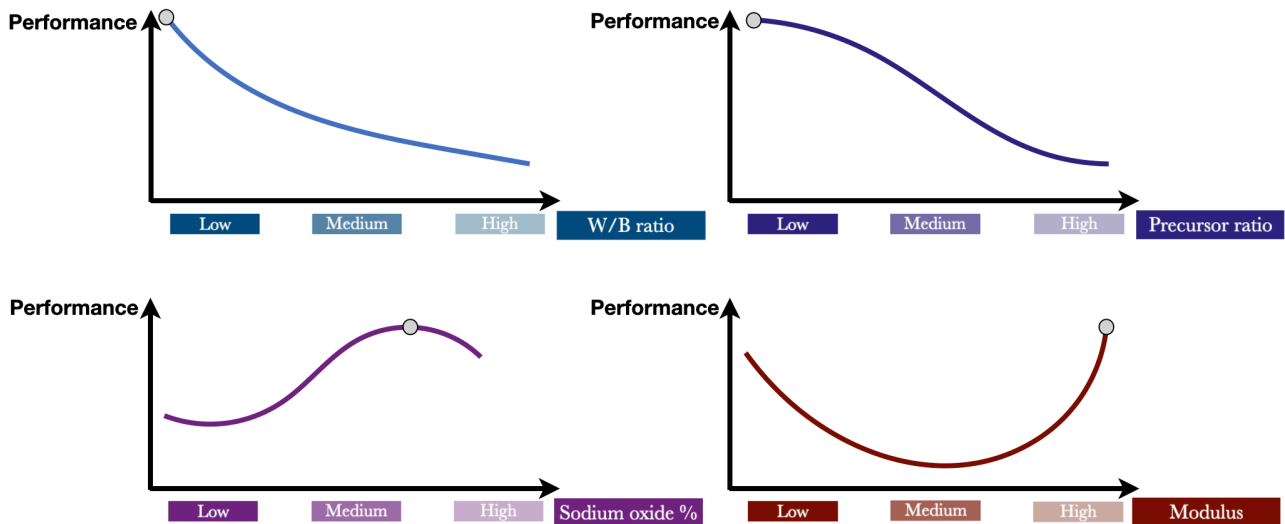 Performance
Low Medium High W/B ratio
Performance
Low Medium High Precursor ratio
Performance
Low Medium High Sodium oxide %
Performance
Low Medium High Modulus